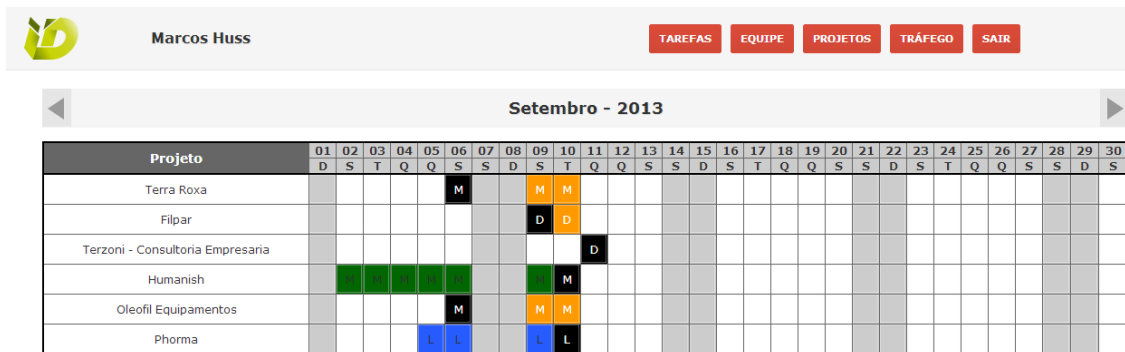 Marcos Huss TAREFAS EQUIPE PROJETOS TRÁFEGO SAIR
Setembro - 2013
Projeto 01 02 03 04 05 06 07 08 09 10 11 12 13 14 15 16 17 18 19 20 21 22 23 24 25 26 27 28 29 30
D S T Q Q S S D S T Q Q S S D S T Q Q S S D S T Q Q S S D S
Terra Roxa M M M
Filpar D D
Terzoni - Consultoria Empresaria D
Humanish M M M M M M M
Oleofil Equipamentos M M M
Phorma L L L L